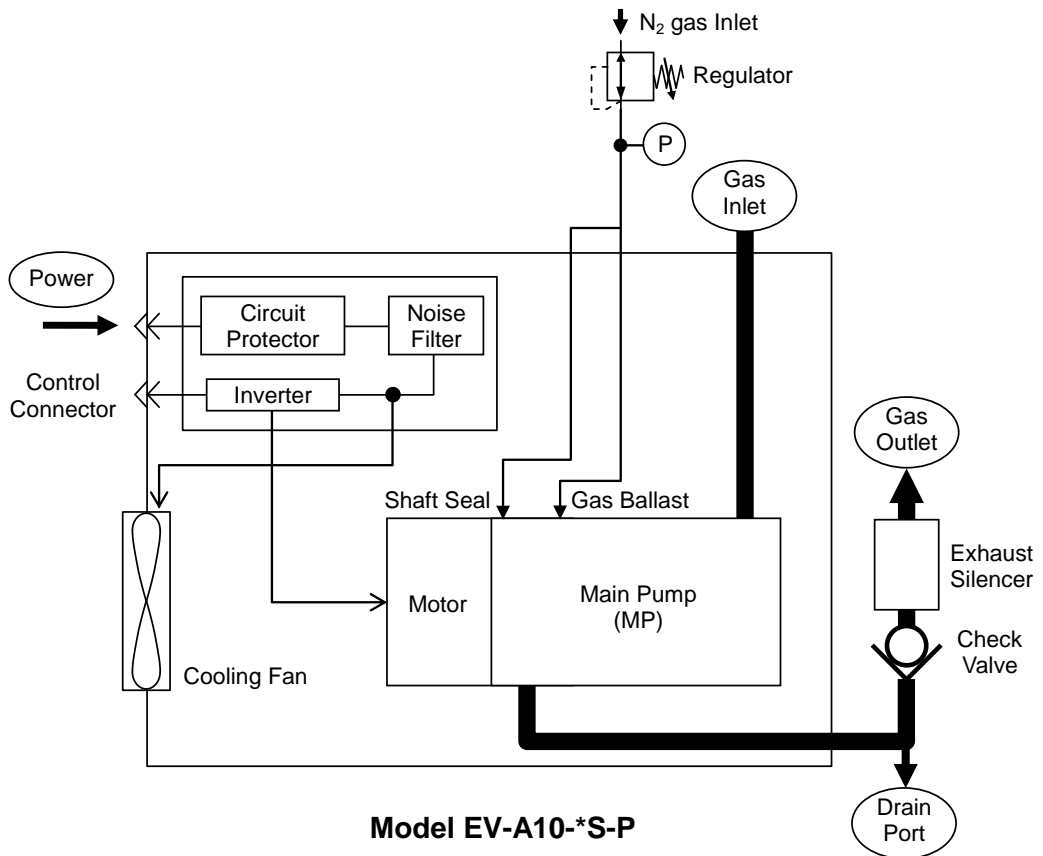 N₂ gas Inlet
Regulator
P
Gas
Inlet
Power
Circuit
Protector
Noise
Filter
Control
Connector
Inverter
Gas
Outlet
Shaft Seal
Gas Ballast
Exhaust
Silencer
Motor
Main Pump
(MP)
Check
Valve
Cooling Fan
Drain
Port
Model EV-A10-*S-P